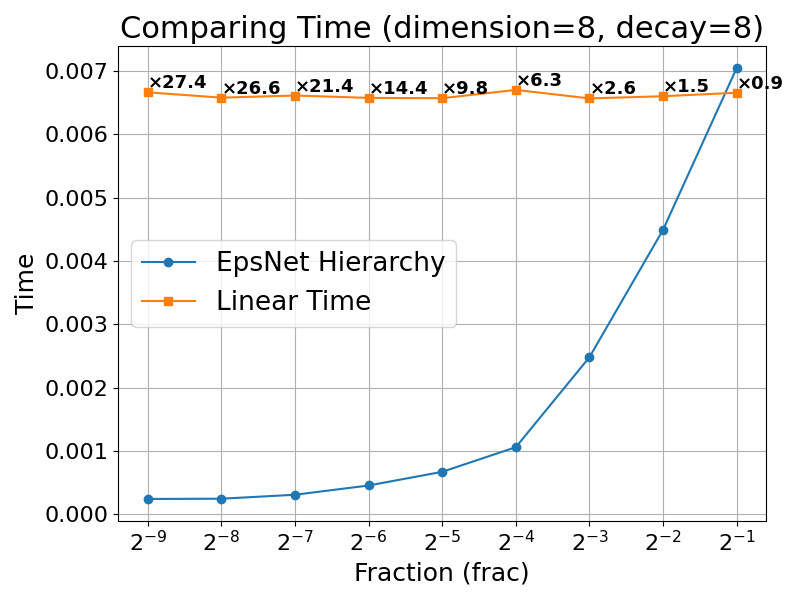 Comparing Time (dimension=8, decay=8)
0.007
0.006
0.005
0.004
0.003
0.002
0.001
0.000
Time
×27.4
×26.6
×21.4
×14.4
×9.8
×6.3
×2.6
×1.5
×0.9
EpsNet Hierarchy
Linear Time
2⁻⁹ 2⁻⁸ 2⁻⁷ 2⁻⁶ 2⁻⁵ 2⁻⁴ 2⁻³ 2⁻² 2⁻¹
Fraction (frac)